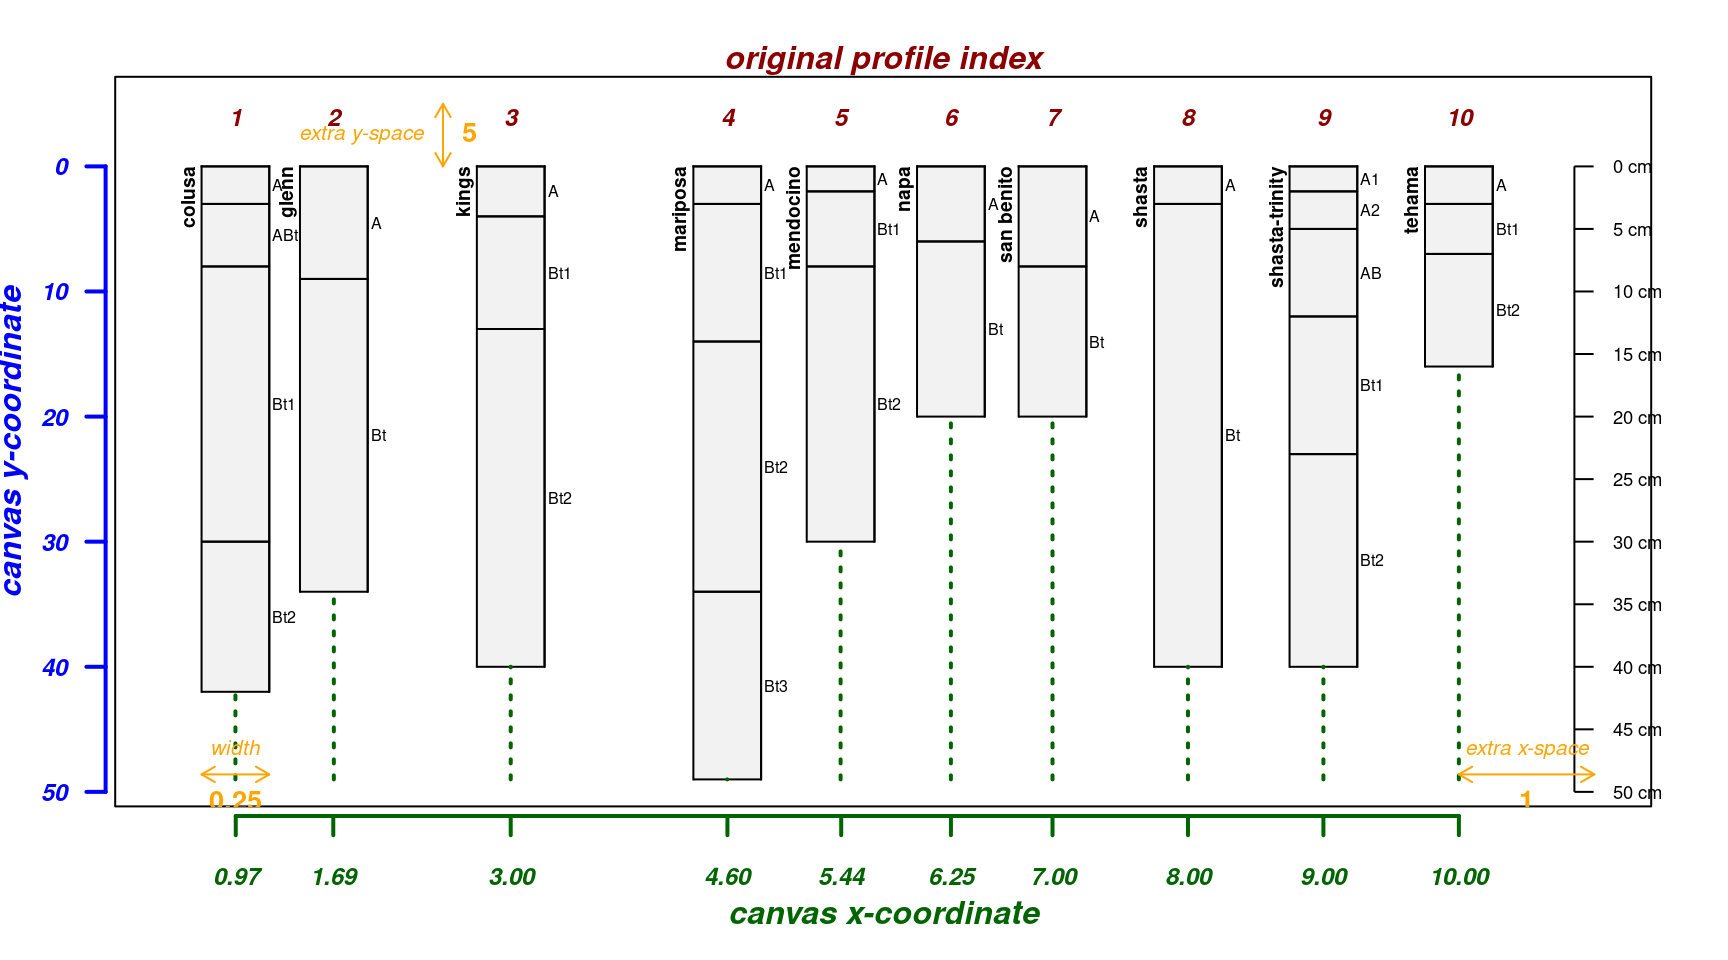 original profile index
1 2 3 4 5 6 7 8 9 10
extra y-space 5
canvas y-coordinate
0
10
20
30
40
50
colusa
A
ABt
Bt1
Bt2
glenn
A
Bt
kings
A
Bt1
Bt2
mariposa
A
Bt1
Bt2
Bt3
mendocino
A
Bt1
Bt2
napa
A
Bt
san benito
A
Bt
shasta
A
Bt
shasta-trinity
A1
A2
AB
Bt1
Bt2
tehama
A
Bt1
Bt2
0 cm
5 cm
10 cm
15 cm
20 cm
25 cm
30 cm
35 cm
40 cm
45 cm
50 cm
width
0.25
extra x-space
1
0.97 1.69 3.00 4.60 5.44 6.25 7.00 8.00 9.00 10.00
canvas x-coordinate